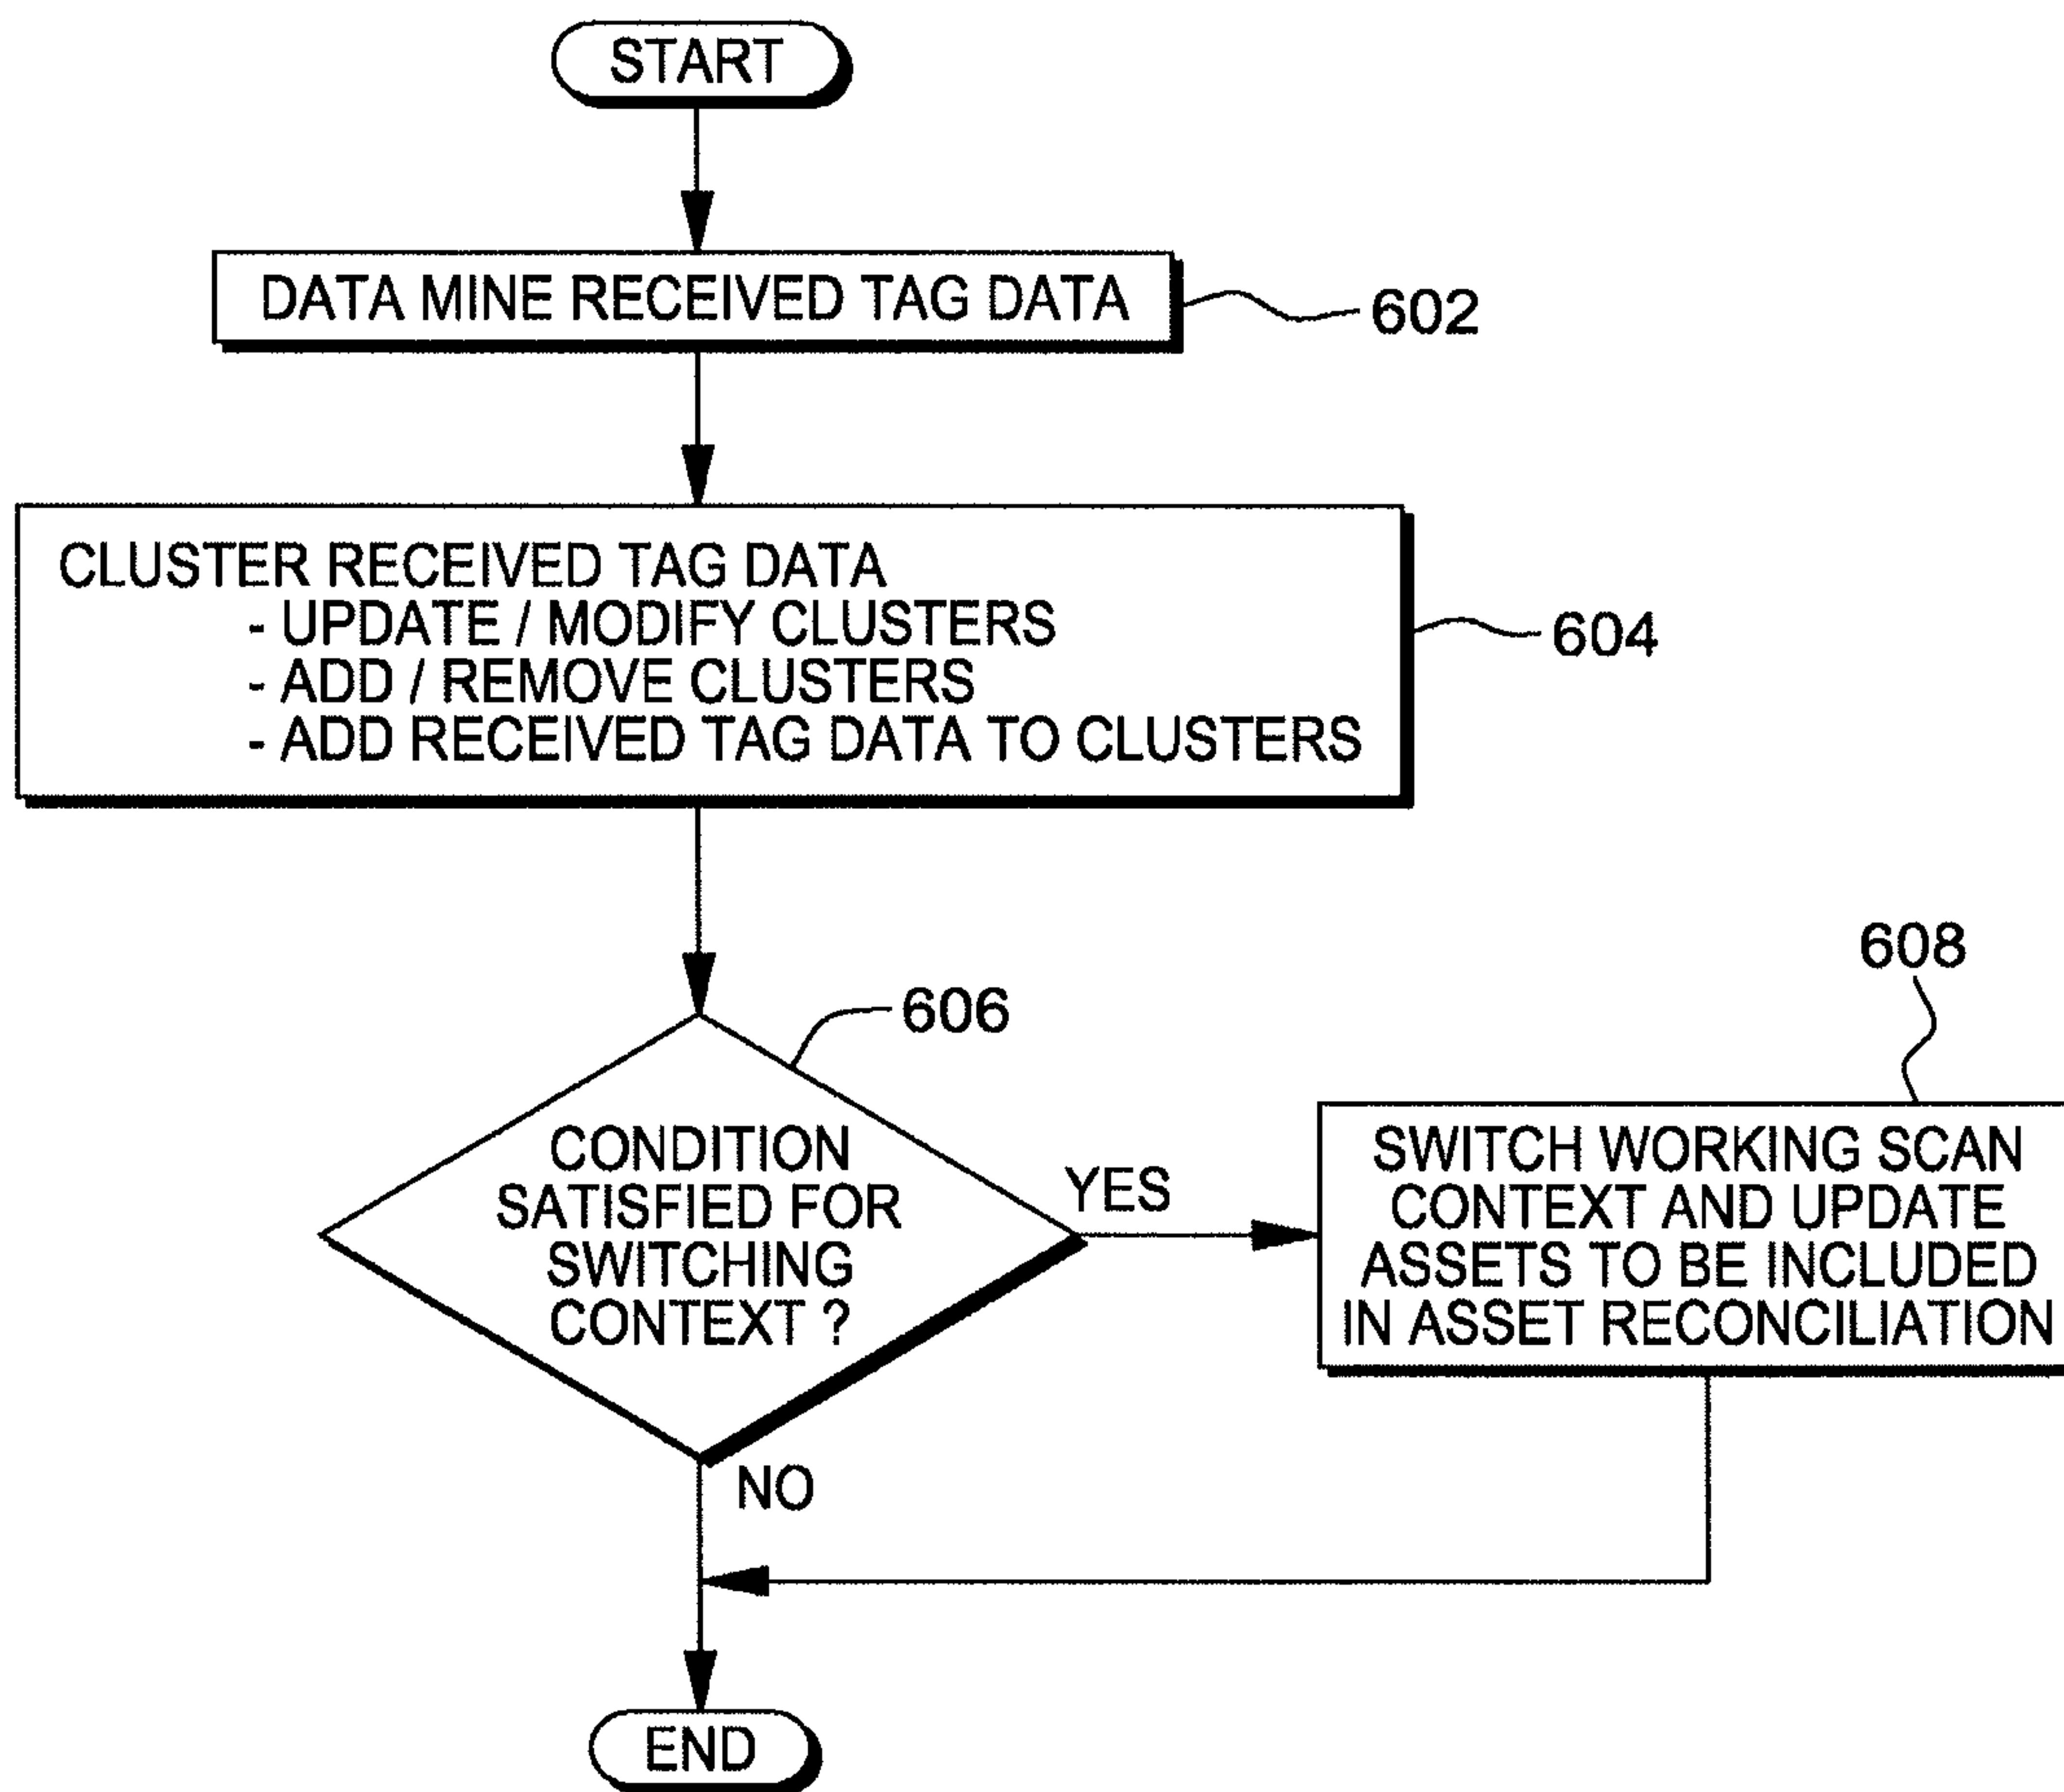 START
DATA MINE RECEIVED TAG DATA
602
CLUSTER RECEIVED TAG DATA
- UPDATE / MODIFY CLUSTERS
- ADD / REMOVE CLUSTERS
- ADD RECEIVED TAG DATA TO CLUSTERS
604
606
CONDITION
SATISFIED FOR
SWITCHING
CONTEXT ?
YES
608
SWITCH WORKING SCAN
CONTEXT AND UPDATE
ASSETS TO BE INCLUDED
IN ASSET RECONCILIATION
NO
END